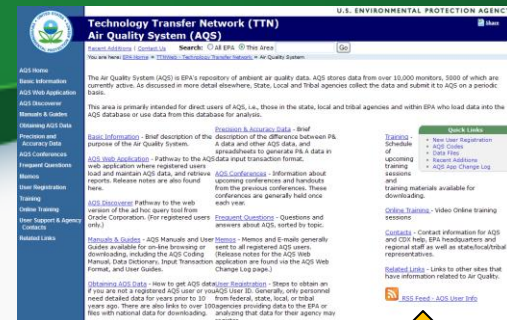 U.S. ENVIRONMENTAL PROTECTION AGENCY
Technology Transfer Network (TTN)
Share
Air Quality System (AQS)
Recent Additions | Contact Us Search: All EPA This Area Go
You are here: EPA Home » TTNWeb - Technology Transfer Network » Air Quality System
AQS Home
Basic Information
AQS Web Application
AQS Discoverer
Manuals & Guides
Obtaining AQS Data
Precision and
Accuracy Data
AQS Conferences
Frequent Questions
Memos
User Registration
Training
Online Training
User Support & Agency
Contacts
Related Links
The Air Quality System (AQS) is EPA's repository of ambient air quality data. AQS stores data from over 10,000 monitors, 5000 of which are
currently active. As discussed in more detail elsewhere, State, Local and Tribal agencies collect the data and submit it to AQS on a periodic
basis.
This area is primarily intended for direct users of AQS, i.e., those in the state, local and tribal agencies and within EPA who load data into the
AQS database or use data from this database for analysis.
Basic Information - Brief description of the
purpose of the Air Quality System.
AQS Web Application - Pathway to the AQS
web application where registered users
load and maintain AQS data, and retrieve
reports. Release notes are also found
here.
AQS Discoverer Pathway to the web
version of the ad hoc query tool from
Oracle Corporation. (For registered users
only.)
Manuals & Guides - AQS Manuals and User
Guides available for on-line browsing or
downloading, including the AQS Coding
Manual, Data Dictionary, Input Transaction
Format, and User Guides.
Obtaining AQS Data - How to get AQS data
if you are not a registered AQS user or you
need detailed data for years prior to 10
years ago. There are also links to over 100
files with national data for downloading.
Precision & Accuracy Data - Brief
description of the difference between P&
A data and other AQS data, and
spreadsheets to generate P& A data in
data input transaction format.
AQS Conferences - Information about
upcoming conferences and handouts
from the previous conferences. These
conferences are generally held once
each year.
Frequent Questions - Questions and
answers about AQS, sorted by topic.
Memos - Memos and E-mails generally
sent to all registered AQS users.
(Release notes for the AQS Web
application are found via the AQS Web
Change Log page.)
User Registration - Steps to obtain an
AQS User ID. Generally, only personnel
from federal, state, local, or tribal
agencies providing data to the EPA or
analyzing that data for their agency may
Training -
Schedule
of
upcoming
training
sessions
and
training materials available for
downloading.
Online Training - Video Online training
sessions
Contacts - Contact information for AQS
and CDX help, EPA headquarters and
regional staff as well as state/local/tribal
representatives.
Related Links - Links to other sites that
have information related to Air Quality.
RSS Feed - AQS User Info
Quick Links
New User Registration
AQS Codes
Data Files
Recent Additions
AQS App Change Log